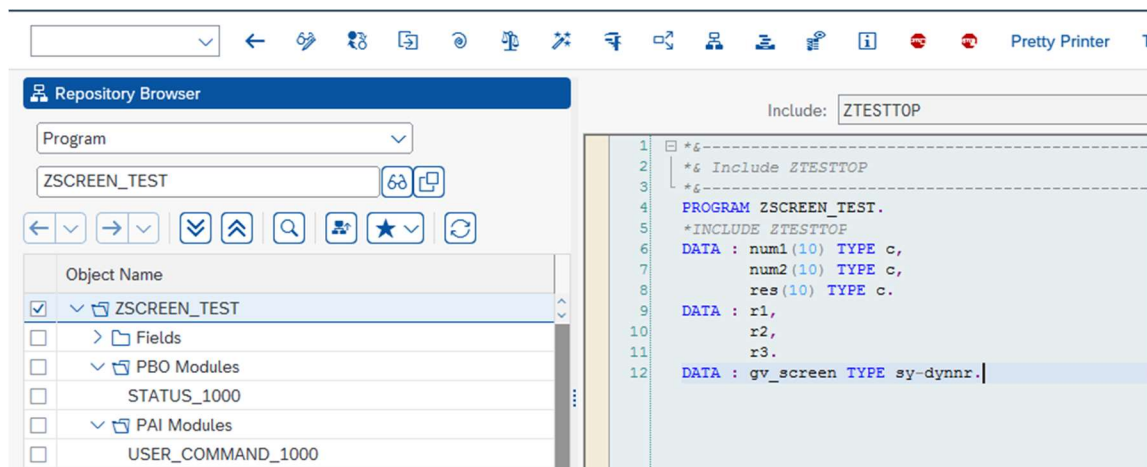 Pretty Printer
Repository Browser
Program
ZSCREEN_TEST
Object Name
ZSCREEN_TEST
Fields
PBO Modules
STATUS_1000
PAI Modules
USER_COMMAND_1000
Include: ZTESTTOP
1 *&---------------------------------------------------------
2 *& Include ZTESTTOP
3 *&---------------------------------------------------------
4 PROGRAM ZSCREEN_TEST.
5 *INCLUDE ZTESTTOP
6 DATA : num1(10) TYPE c,
7 num2(10) TYPE c,
8 res(10) TYPE c.
9 DATA : r1,
10 r2,
11 r3.
12 DATA : gv_screen TYPE sy-dynnr.